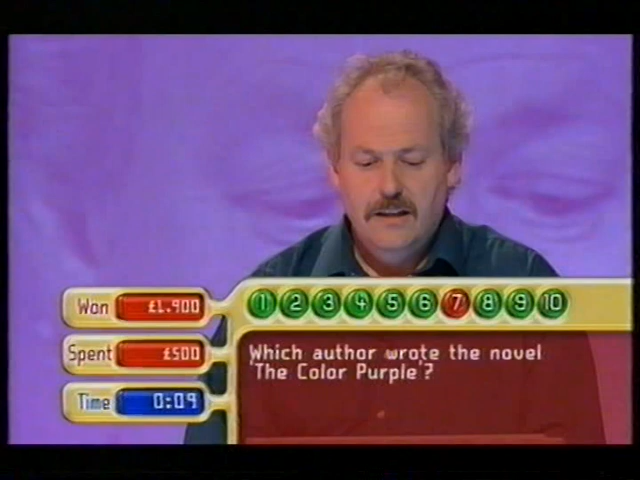 Won £1,900
Spent £500
Time 0:09
1 2 3 4 5 6 7 8 9 10
Which author wrote the novel
'The Color Purple'?